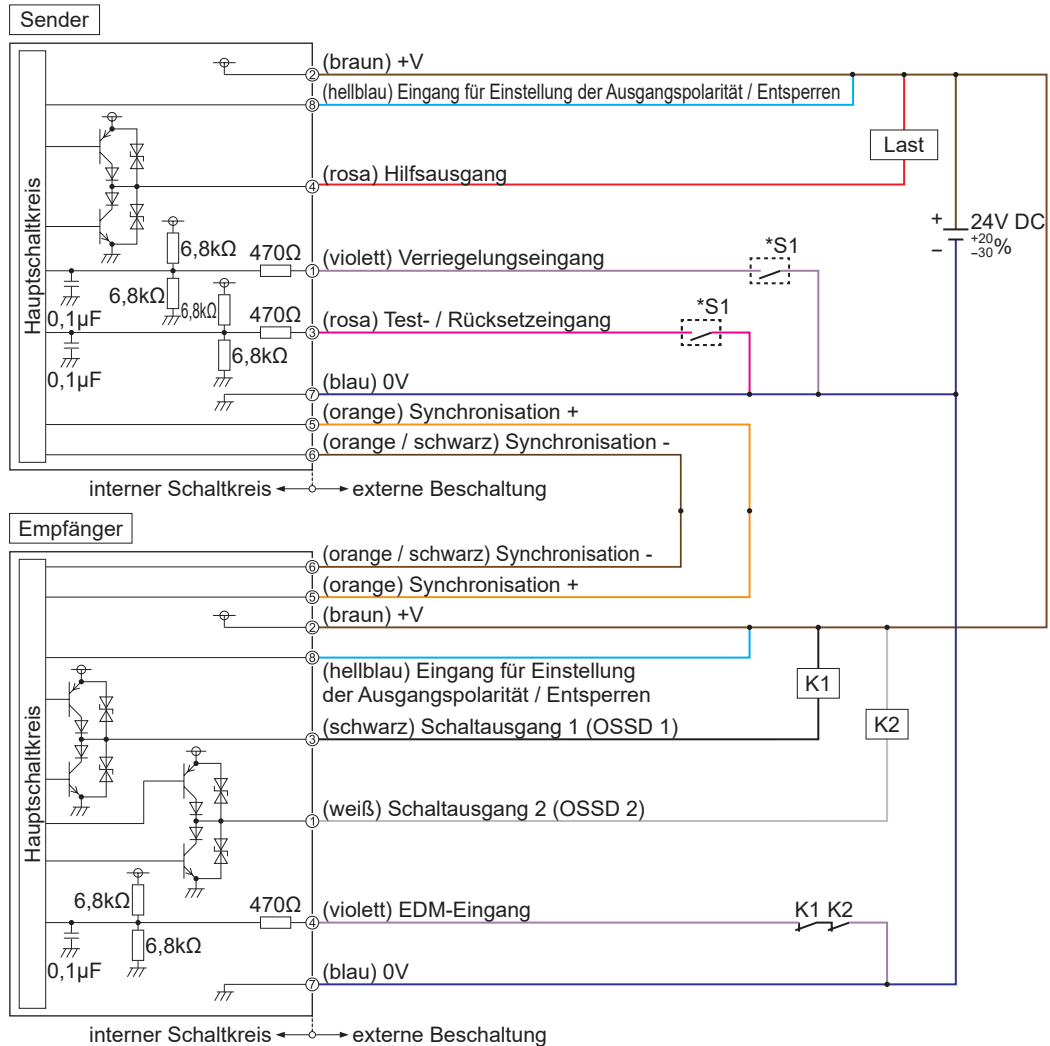 Sender
(braun) +V
②
(hellblau) Eingang für Einstellung der Ausgangspolarität / Entsperren
⑧
Last
(rosa) Hilfsausgang
④
Hauptschaltkreis
+
24V DC
+20
−30 %
−
*S1
6,8kΩ
470Ω
(violett) Verriegelungseingang
①
6,8kΩ
6,8kΩ
0,1µF
*S1
470Ω
(rosa) Test- / Rücksetzeingang
③
6,8kΩ
0,1µF
(blau) 0V
⑦
(orange) Synchronisation +
⑤
(orange / schwarz) Synchronisation -
⑥
interner Schaltkreis
externe Beschaltung
Empfänger
(orange / schwarz) Synchronisation -
⑥
(orange) Synchronisation +
⑤
(braun) +V
②
⑧
(hellblau) Eingang für Einstellung
der Ausgangspolarität / Entsperren
K1
K2
(schwarz) Schaltausgang 1 (OSSD 1)
③
Hauptschaltkreis
(weiß) Schaltausgang 2 (OSSD 2)
①
6,8kΩ
470Ω
(violett) EDM-Eingang
④
K1 K2
6,8kΩ
0,1µF
(blau) 0V
⑦
interner Schaltkreis
externe Beschaltung